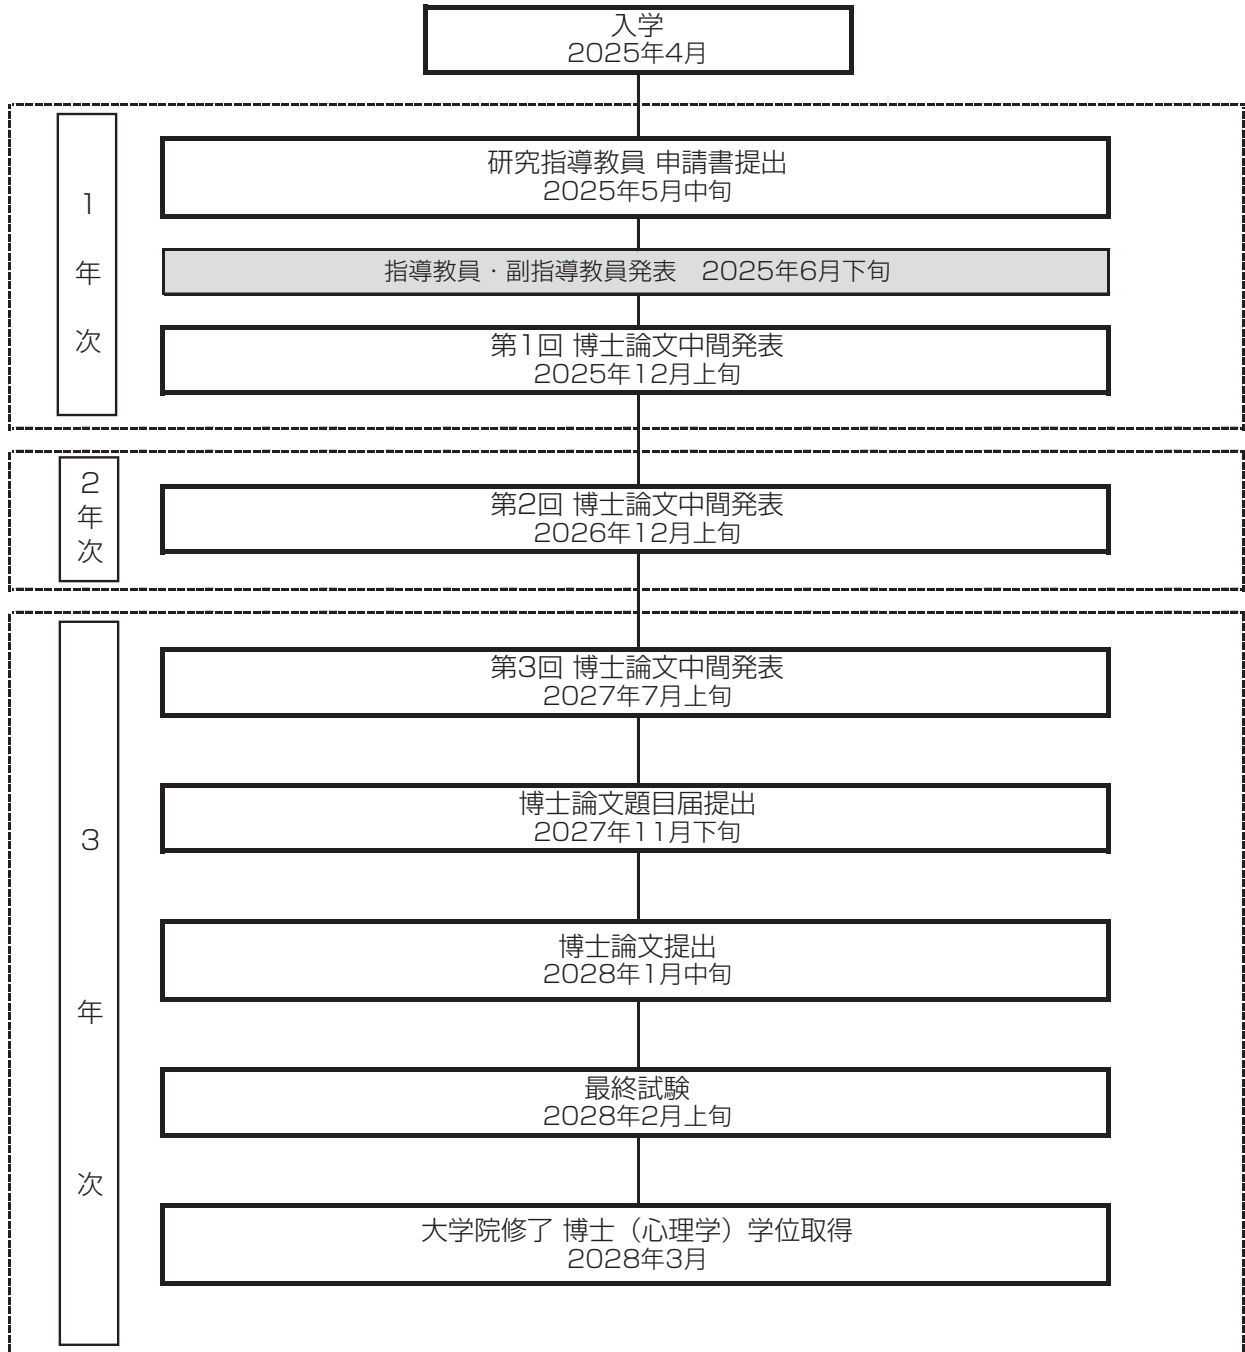 入学
2025年4月
1年次
研究指導教員 申請書提出
2025年5月中旬
指導教員・副指導教員発表　2025年6月下旬
第1回 博士論文中間発表
2025年12月上旬
2年次
第2回 博士論文中間発表
2026年12月上旬
3年次
第3回 博士論文中間発表
2027年7月上旬
博士論文題目届提出
2027年11月下旬
博士論文提出
2028年1月中旬
最終試験
2028年2月上旬
大学院修了 博士（心理学）学位取得
2028年3月